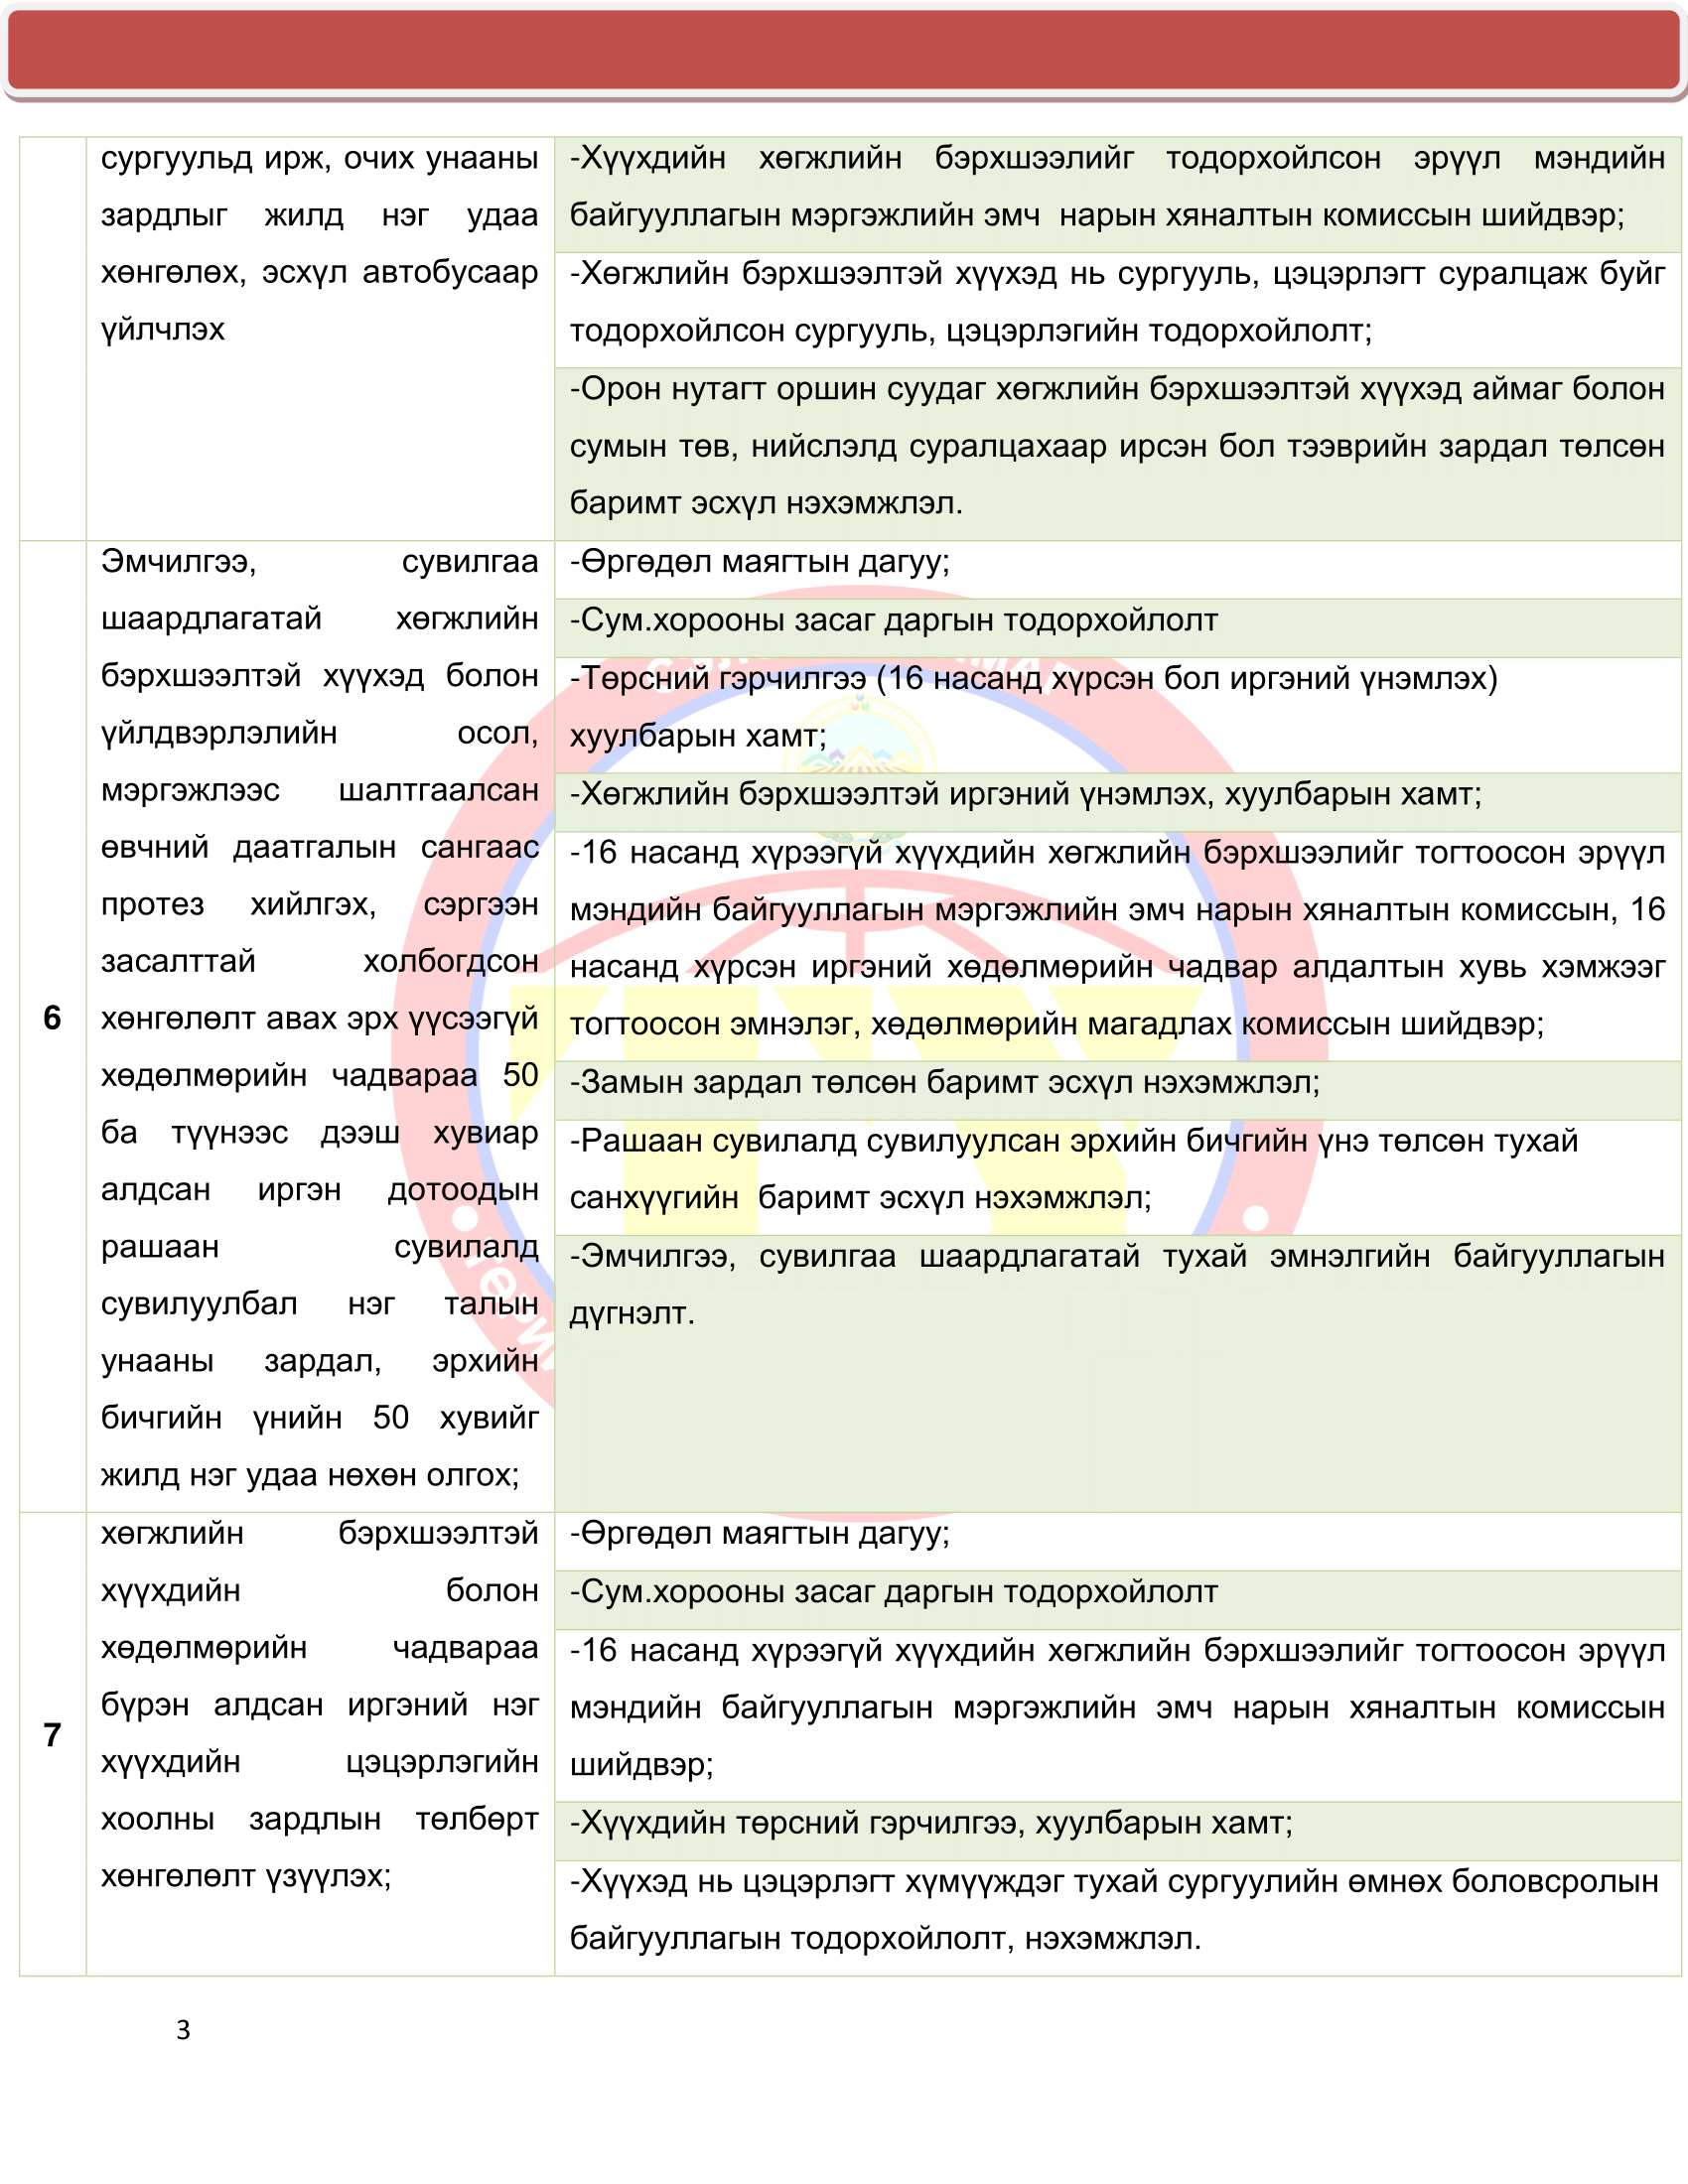 сургуульд ирж, очих унааны
зардлыг жилд нэг удаа
хөнгөлөх, эсхүл автобусаар
үйлчлэх
-Хүүхдийн хөгжлийн бэрхшээлийг тодорхойлсон эрүүл мэндийн
байгууллагын мэргэжлийн эмч нарын хяналтын комиссын шийдвэр;
-Хөгжлийн бэрхшээлтэй хүүхэд нь сургууль, цэцэрлэгт суралцаж буйг
тодорхойлсон сургууль, цэцэрлэгийн тодорхойлолт;
-Орон нутагт оршин суудаг хөгжлийн бэрхшээлтэй хүүхэд аймаг болон
сумын төв, нийслэлд суралцахаар ирсэн бол тээврийн зардал төлсөн
баримт эсхүл нэхэмжлэл.
6
Эмчилгээ, сувилгаа
шаардлагатай хөгжлийн
бэрхшээлтэй хүүхэд болон
үйлдвэрлэлийн осол,
мэргэжлээс шалтгаалсан
өвчний даатгалын сангаас
протез хийлгэх, сэргээн
засалттай холбогдсон
хөнгөлөлт авах эрх үүсээгүй
хөдөлмөрийн чадвараа 50
ба түүнээс дээш хувиар
алдсан иргэн дотоодын
рашаан сувилалд
сувилуулбал нэг талын
унааны зардал, эрхийн
бичгийн үнийн 50 хувийг
жилд нэг удаа нөхөн олгох;
-Өргөдөл маягтын дагуу;
-Сум.хорооны засаг даргын тодорхойлолт
-Төрсний гэрчилгээ (16 насанд хүрсэн бол иргэний үнэмлэх)
хуулбарын хамт;
-Хөгжлийн бэрхшээлтэй иргэний үнэмлэх, хуулбарын хамт;
-16 насанд хүрээгүй хүүхдийн хөгжлийн бэрхшээлийг тогтоосон эрүүл
мэндийн байгууллагын мэргэжлийн эмч нарын хяналтын комиссын, 16
насанд хүрсэн иргэний хөдөлмөрийн чадвар алдалтын хувь хэмжээг
тогтоосон эмнэлэг, хөдөлмөрийн магадлах комиссын шийдвэр;
-Замын зардал төлсөн баримт эсхүл нэхэмжлэл;
-Рашаан сувилалд сувилуулсан эрхийн бичгийн үнэ төлсөн тухай
санхүүгийн баримт эсхүл нэхэмжлэл;
-Эмчилгээ, сувилгаа шаардлагатай тухай эмнэлгийн байгууллагын
дүгнэлт.
7
хөгжлийн бэрхшээлтэй
хүүхдийн болон
хөдөлмөрийн чадвараа
бүрэн алдсан иргэний нэг
хүүхдийн цэцэрлэгийн
хоолны зардлын төлбөрт
хөнгөлөлт үзүүлэх;
-Өргөдөл маягтын дагуу;
-Сум.хорооны засаг даргын тодорхойлолт
-16 насанд хүрээгүй хүүхдийн хөгжлийн бэрхшээлийг тогтоосон эрүүл
мэндийн байгууллагын мэргэжлийн эмч нарын хяналтын комиссын
шийдвэр;
-Хүүхдийн төрсний гэрчилгээ, хуулбарын хамт;
-Хүүхэд нь цэцэрлэгт хүмүүждэг тухай сургуулийн өмнөх боловсролын
байгууллагын тодорхойлолт, нэхэмжлэл.
3